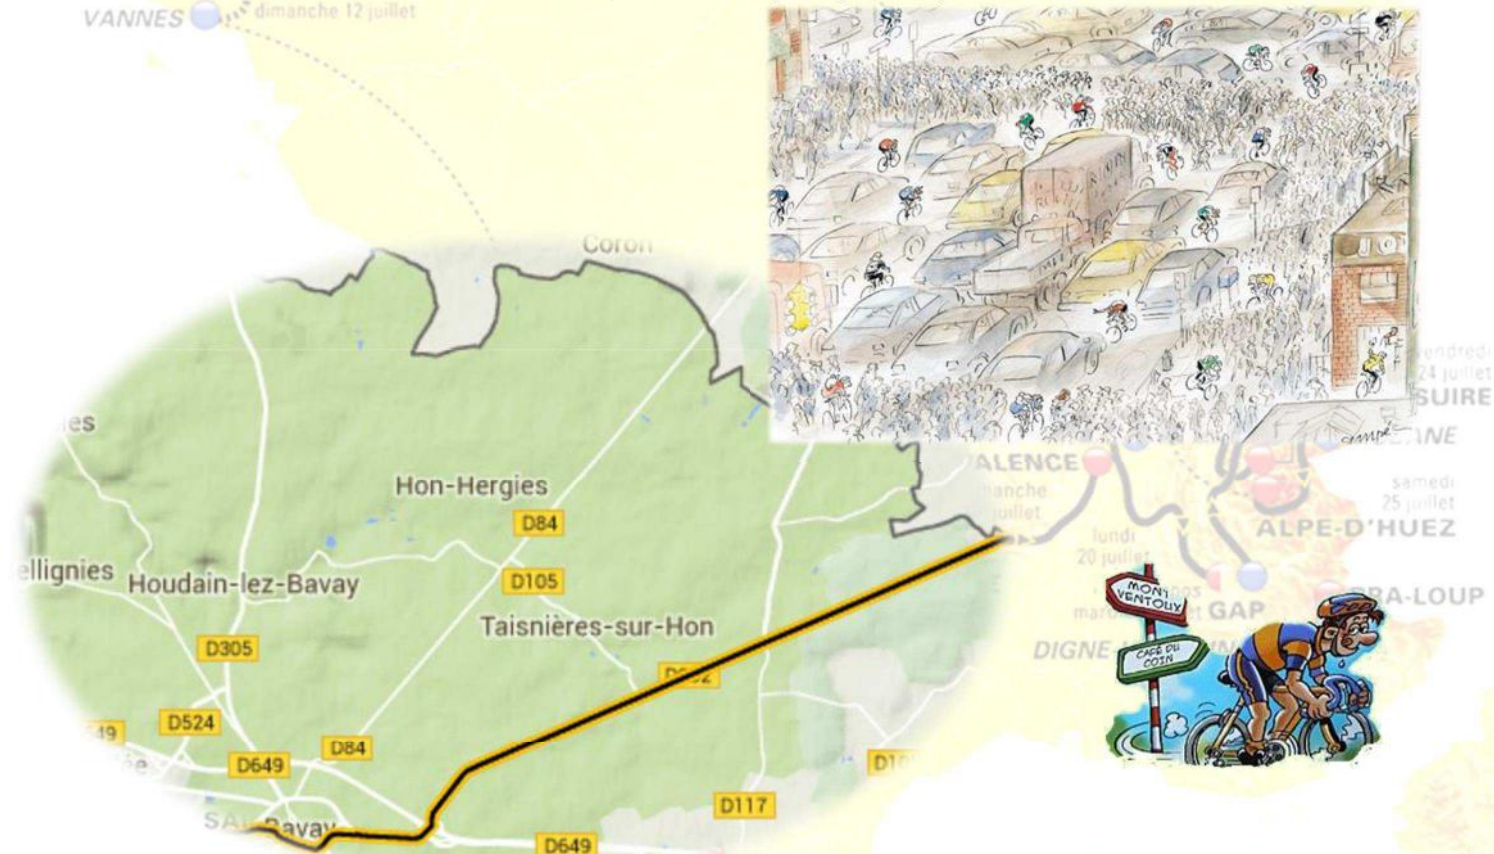 VANNES
dimanche 12 juillet
Coron
Hon-Hergies
D84
ellignies
Houdain-lez-Bavay
D105
Taisnières-sur-Hon
D305
D524
D649
D84
D117
Bavay
D649
Sempé
ALENCE
vendredi
24 juillet
SUIRE
samedi
25 juillet
ALPE-D'HUEZ
lundi
20 juillet
GAP
RA-LOUP
DIGNE
MONT
VENTOUX
CAFÉ DU
COIN